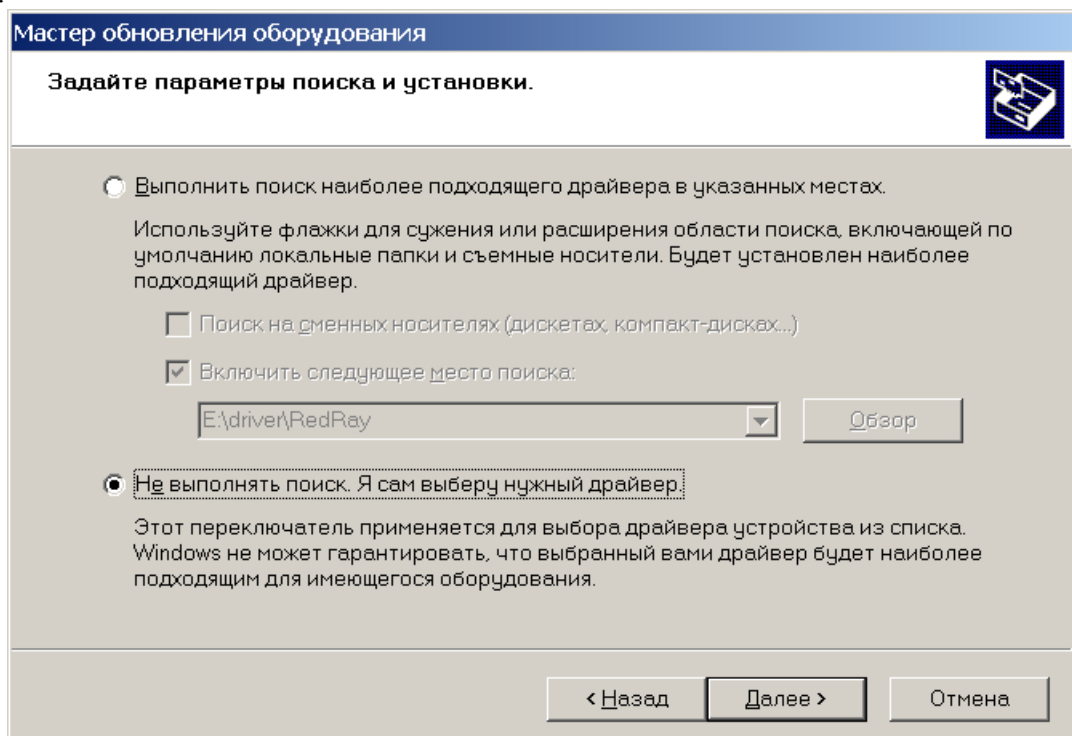 Мастер обновления оборудования
Задайте параметры поиска и установки.
Выполнить поиск наиболее подходящего драйвера в указанных местах.
Используйте флажки для сужения или расширения области поиска, включающей по
умолчанию локальные папки и съемные носители. Будет установлен наиболее
подходящий драйвер.
Поиск на сменных носителях (дискетах, компакт-дисках...)
Включить следующее место поиска:
E:\driver\RedRay
Обзор
Не выполнять поиск. Я сам выберу нужный драйвер.
Этот переключатель применяется для выбора драйвера устройства из списка.
Windows не может гарантировать, что выбранный вами драйвер будет наиболее
подходящим для имеющегося оборудования.
< Назад
Далее >
Отмена